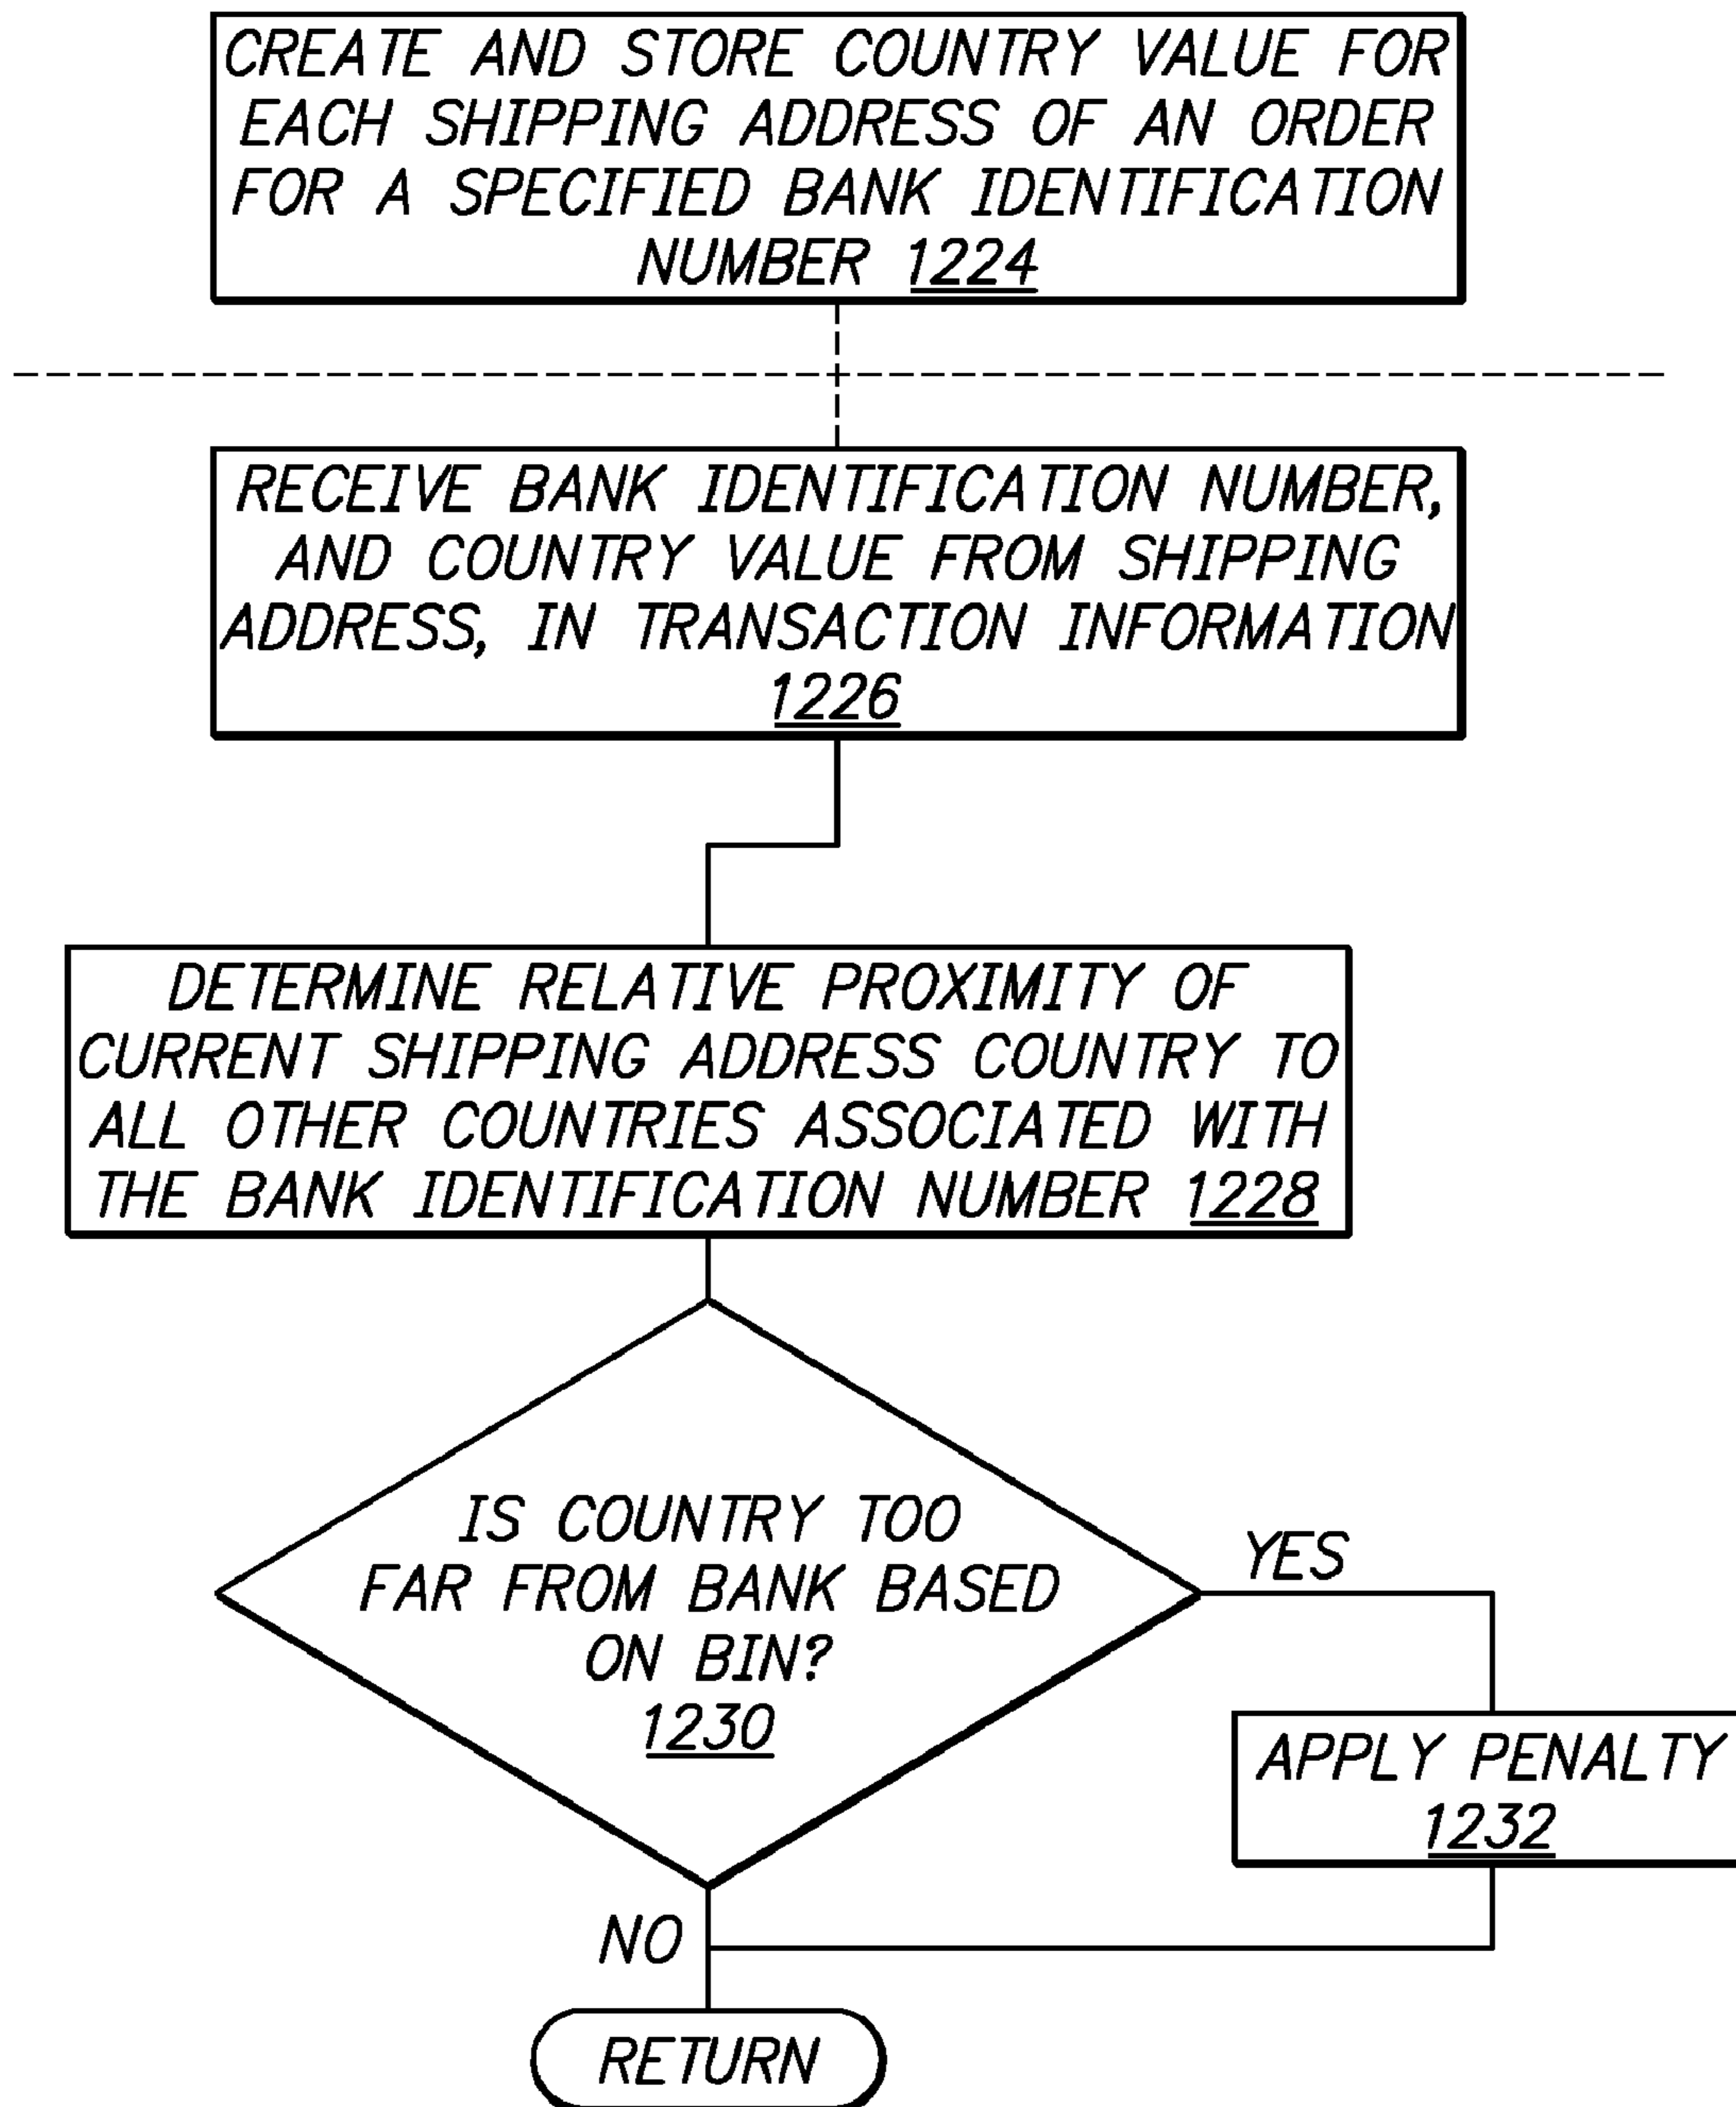 CREATE AND STORE COUNTRY VALUE FOR
EACH SHIPPING ADDRESS OF AN ORDER
FOR A SPECIFIED BANK IDENTIFICATION
NUMBER 1224
RECEIVE BANK IDENTIFICATION NUMBER,
AND COUNTRY VALUE FROM SHIPPING
ADDRESS, IN TRANSACTION INFORMATION
1226
DETERMINE RELATIVE PROXIMITY OF
CURRENT SHIPPING ADDRESS COUNTRY TO
ALL OTHER COUNTRIES ASSOCIATED WITH
THE BANK IDENTIFICATION NUMBER 1228
IS COUNTRY TOO
FAR FROM BANK BASED
ON BIN?
1230
YES
APPLY PENALTY
1232
NO
RETURN